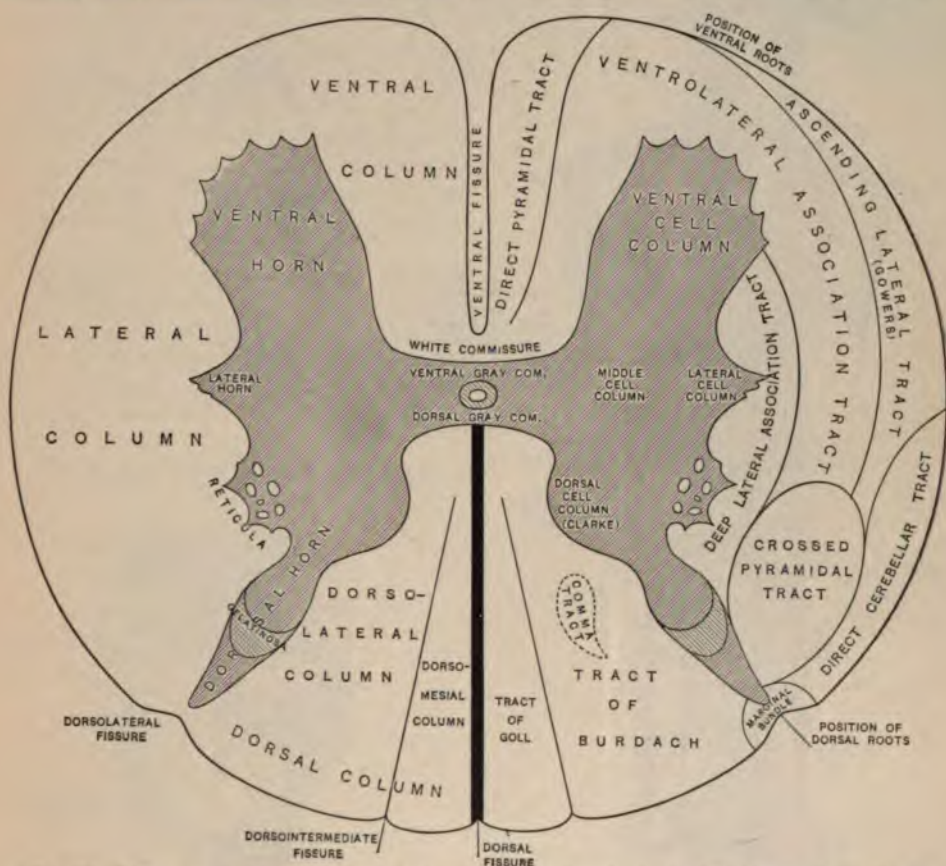 VENTRAL
COLUMN
VENTRAL FISSURE
DIRECT PYRAMIDAL TRACT
POSITION OF
VENTRAL ROOTS
VENTROLATERAL ASSOCIATION TRACT
ASCENDING LATERAL TRACT
(GOWERS)
VENTRAL
HORN
VENTRAL
CELL
COLUMN
LATERAL
COLUMN
WHITE COMMISSURE
VENTRAL GRAY COM.
DORSAL GRAY COM.
LATERAL
HORN
MIDDLE
CELL
COLUMN
LATERAL
CELL
COLUMN
DEEP LATERAL ASSOCIATION TRACT
RETICULA
DORSAL
CELL
COLUMN
(CLARKE)
DORSAL HORN
GELATINOSA
CROSSED
PYRAMIDAL
TRACT
DIRECT CEREBELLAR TRACT
DORSO-
LATERAL
COLUMN
COMMA
TRACT
DORSO-
MESIAL
COLUMN
TRACT
OF
GOLL
TRACT
OF
BURDACH
MARGINAL
BUNDLE
DORSOLATERAL
FISSURE
POSITION OF
DORSAL ROOTS
DORSAL COLUMN
DORSOINTERMEDIATE
FISSURE
DORSAL
FISSURE